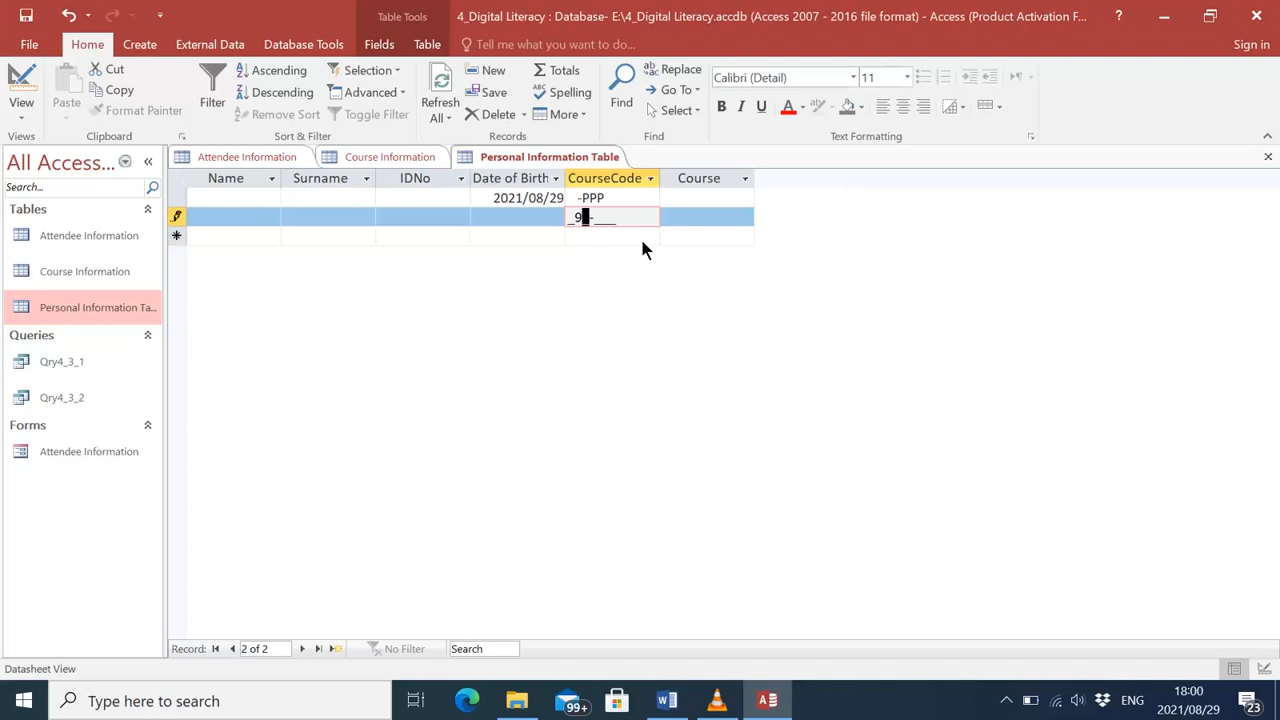 Table Tools
4_Digital Literacy : Database- E:\4_Digital Literacy.accdb (Access 2007 - 2016 file format) - Access (Product Activation F...
?
File Home Create External Data Database Tools Fields Table Tell me what you want to do... Sign in
View
Paste
Cut
Copy
Format Painter
Filter
Ascending
Descending
Remove Sort
Selection
Advanced
Toggle Filter
Refresh
All
New
Save
Delete
Totals
Spelling
More
Find
Replace
Go To
Select
Calibri (Detail) 11
B I U A
Views Clipboard Sort & Filter Records Find Text Formatting
All Access...
Search...
Tables
Attendee Information
Course Information
Personal Information Ta...
Queries
Qry4_3_1
Qry4_3_2
Forms
Attendee Information
Attendee Information Course Information Personal Information Table
Name Surname IDNo Date of Birth CourseCode Course
2021/08/29 -PPP
_9_-___
Record: 2 of 2 No Filter Search
Datasheet View
Type here to search
99+
ENG
18:00
2021/08/29
23